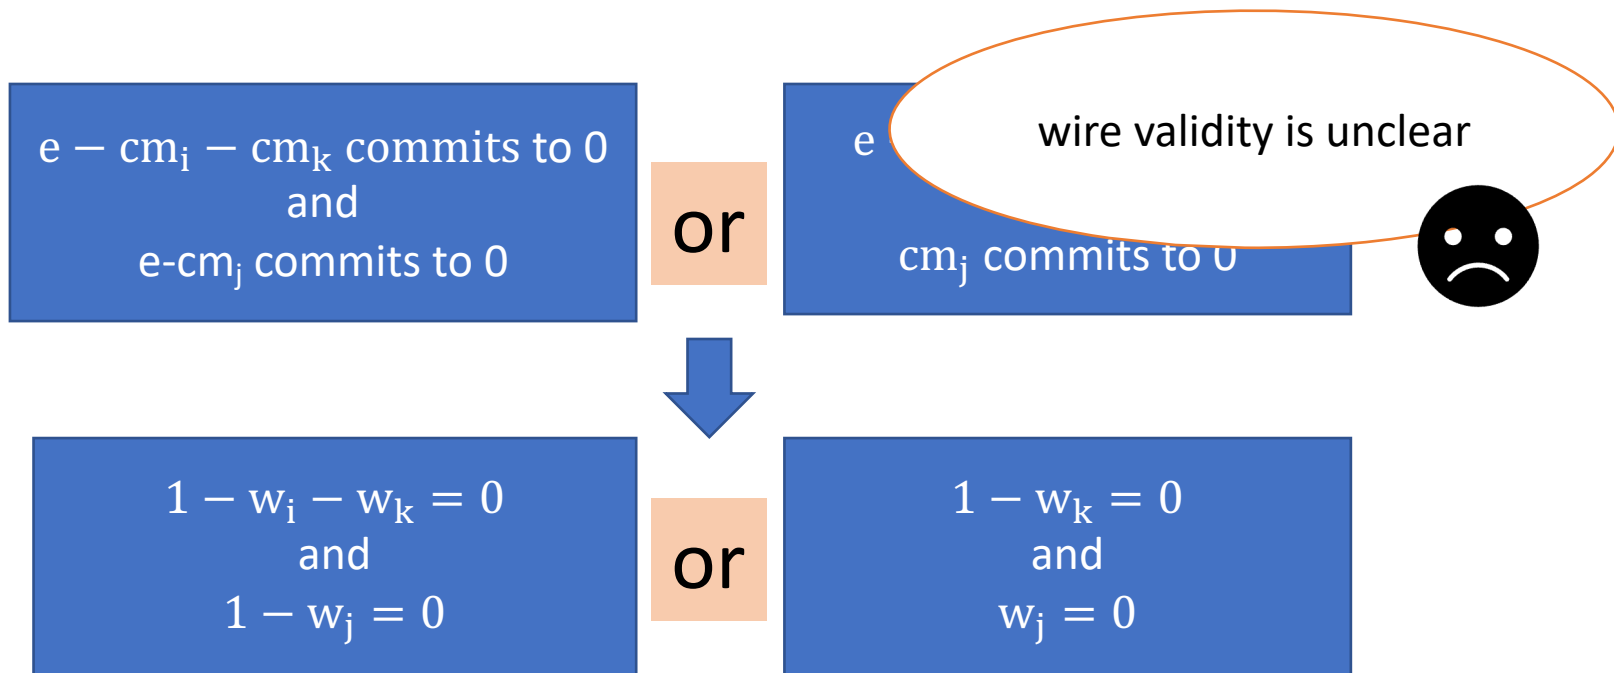 e − cmᵢ − cmₖ commits to 0
and
e-cmⱼ commits to 0
or
e
cmⱼ commits to 0
wire validity is unclear
1 − wᵢ − wₖ = 0
and
1 − wⱼ = 0
or
1 − wₖ = 0
and
wⱼ = 0